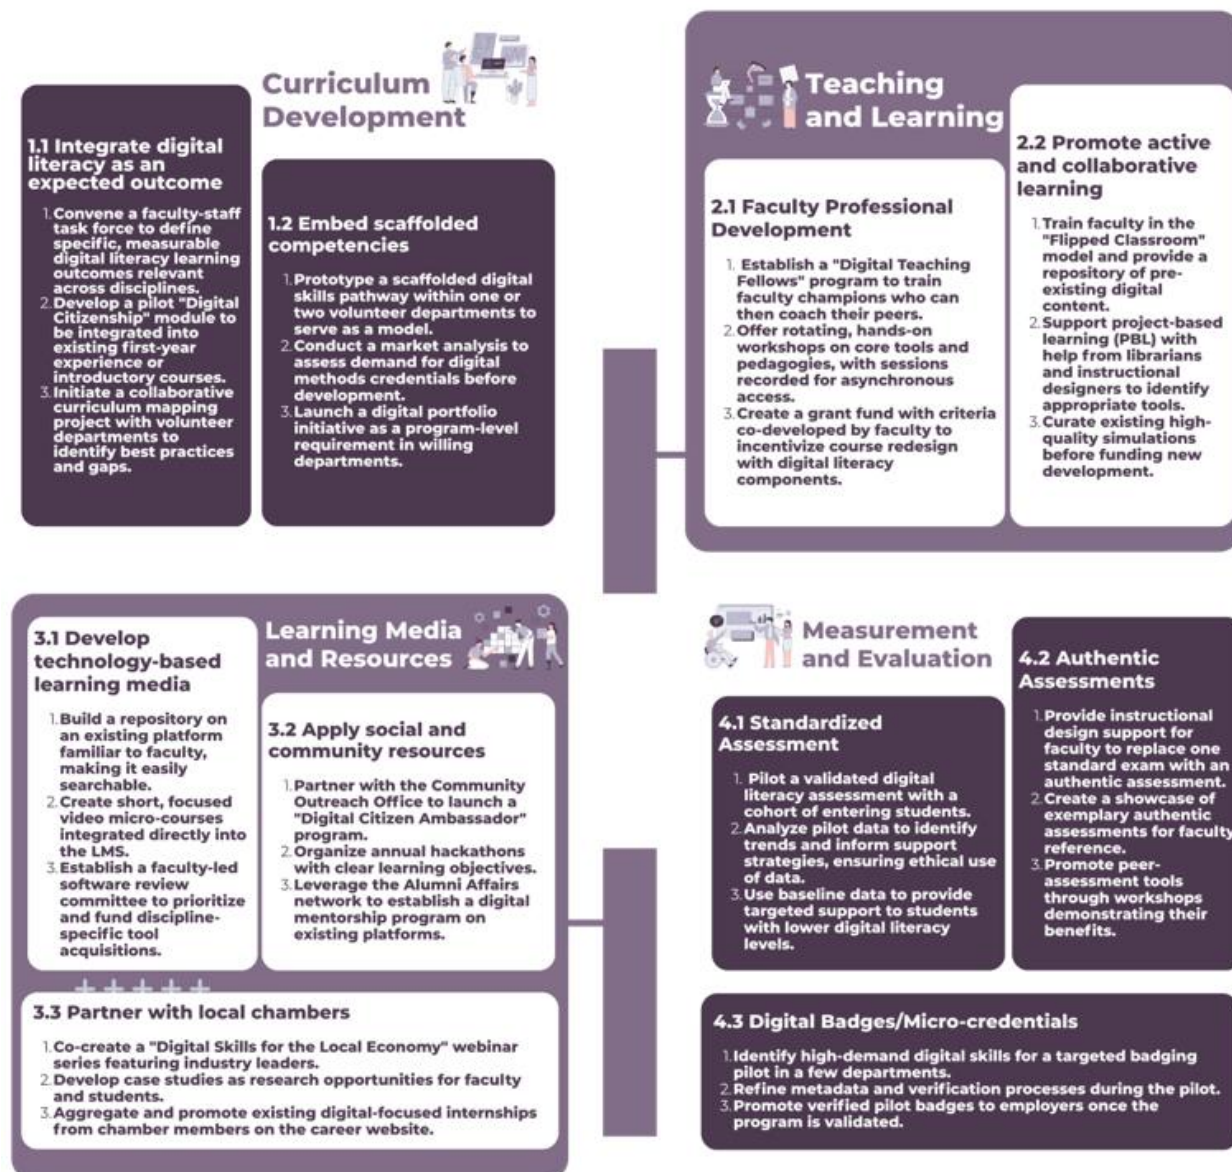 Curriculum
Development
1.1 Integrate digital
literacy as an
expected outcome
1. Convene a faculty-staff
task force to define
specific, measurable
digital literacy learning
outcomes relevant
across disciplines.
2. Develop a pilot "Digital
Citizenship" module to
be integrated into
existing first-year
experience or
introductory courses.
3. Initiate a collaborative
curriculum mapping
project with volunteer
departments to
identify best practices
and gaps.
1.2 Embed scaffolded
competencies
1. Prototype a scaffolded digital
skills pathway within one or
two volunteer departments to
serve as a model.
2. Conduct a market analysis to
assess demand for digital
methods credentials before
development.
3. Launch a digital portfolio
initiative as a program-level
requirement in willing
departments.
Teaching
and Learning
2.1 Faculty Professional
Development
1. Establish a "Digital Teaching
Fellows" program to train
faculty champions who can
then coach their peers.
2. Offer rotating, hands-on
workshops on core tools and
pedagogies, with sessions
recorded for asynchronous
access.
3. Create a grant fund with criteria
co-developed by faculty to
incentivize course redesign
with digital literacy
components.
2.2 Promote active
and collaborative
learning
1. Train faculty in the
"Flipped Classroom"
model and provide a
repository of pre-
existing digital
content.
2. Support project-based
learning (PBL) with
help from librarians
and instructional
designers to identify
appropriate tools.
3. Curate existing high-
quality simulations
before funding new
development.
Learning Media
and Resources
3.1 Develop
technology-based
learning media
1. Build a repository on
an existing platform
familiar to faculty,
making it easily
searchable.
2. Create short, focused
video micro-courses
integrated directly into
the LMS.
3. Establish a faculty-led
software review
committee to prioritize
and fund discipline-
specific tool
acquisitions.
3.2 Apply social and
community resources
1. Partner with the Community
Outreach Office to launch a
"Digital Citizen Ambassador"
program.
2. Organize annual hackathons
with clear learning objectives.
3. Leverage the Alumni Affairs
network to establish a digital
mentorship program on
existing platforms.
3.3 Partner with local chambers
1. Co-create a "Digital Skills for the Local Economy" webinar
series featuring industry leaders.
2. Develop case studies as research opportunities for faculty
and students.
3. Aggregate and promote existing digital-focused internships
from chamber members on the career website.
Measurement
and Evaluation
4.1 Standardized
Assessment
1. Pilot a validated digital
literacy assessment with a
cohort of entering students.
2. Analyze pilot data to identify
trends and inform support
strategies, ensuring ethical use
of data.
3. Use baseline data to provide
targeted support to students
with lower digital literacy
levels.
4.2 Authentic
Assessments
1. Provide instructional
design support for
faculty to replace one
standard exam with an
authentic assessment.
2. Create a showcase of
exemplary authentic
assessments for faculty
reference.
3. Promote peer-
assessment tools
through workshops
demonstrating their
benefits.
4.3 Digital Badges/Micro-credentials
1. Identify high-demand digital skills for a targeted badging
pilot in a few departments.
2. Refine metadata and verification processes during the pilot.
3. Promote verified pilot badges to employers once the
program is validated.